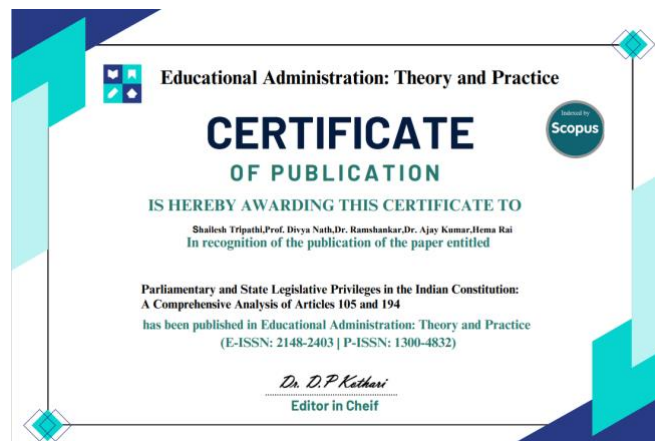 Educational Administration: Theory and Practice
Indexed by
Scopus
CERTIFICATE
OF PUBLICATION
IS HEREBY AWARDING THIS CERTIFICATE TO
Shailesh Tripathi,Prof. Divya Nath,Dr. Ramshankar,Dr. Ajay Kumar,Hema Rai
In recognition of the publication of the paper entitled
Parliamentary and State Legislative Privileges in the Indian Constitution:
A Comprehensive Analysis of Articles 105 and 194
has been published in Educational Administration: Theory and Practice
(E-ISSN: 2148-2403 | P-ISSN: 1300-4832)
Dr. D.P Kothari
Editor in Cheif